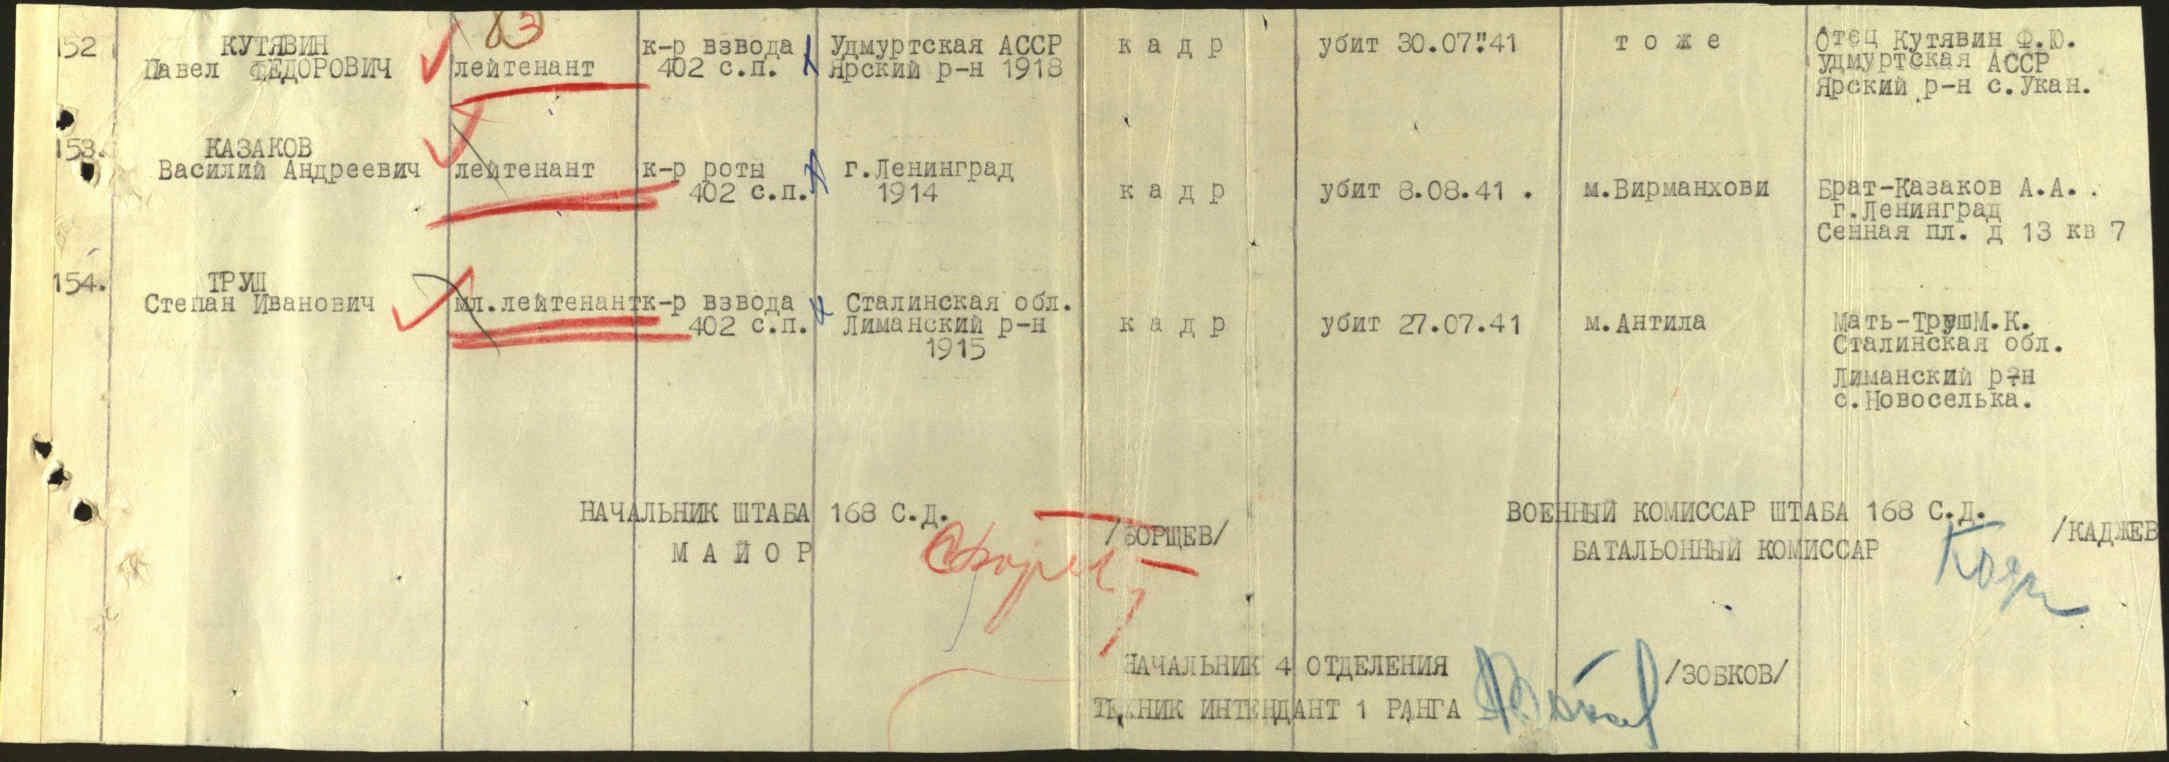 83
152 КУТЯВИН
Павел ФЕДОРОВИЧ лейтенант к-р взвода 402 с.п. Удмуртская АССР Ярский р-н 1918 кадр убит 30.07."41 тоже Отец Кутявин Ф.Ю.
удмуртская АССР
Ярский р-н с.Укан.
153. КАЗАКОВ
Василий Андреевич лейтенант к-р роты 402 с.п. г.Ленинград 1914 кадр убит 8.08.41 . м.Вирманхови Брат-Казаков А.А. .
г.Ленинград
Сенная пл. д 13 кв 7
154. ТРУШ
Степан Иванович мл.лейтенант к-р взвода 402 с.п. Сталинская обл. Лиманский р-н 1915 кадр убит 27.07.41 м.Антила Мать-Труш М.К.
Сталинская обл.
Лиманский р-н
с.Новоселька.
НАЧАЛЬНИК ШТАБА 168 С.Д.
МАЙОР /БОРЩЕВ/
ВОЕННЫЙ КОМИССАР ШТАБА 168 С.Д.
БАТАЛЬОННЫЙ КОМИССАР /КАДЖЕВ
НАЧАЛЬНИК 4 ОТДЕЛЕНИЯ
ТЕХНИК ИНТЕНДАНТ 1 РАНГА /ЗОБКОВ/